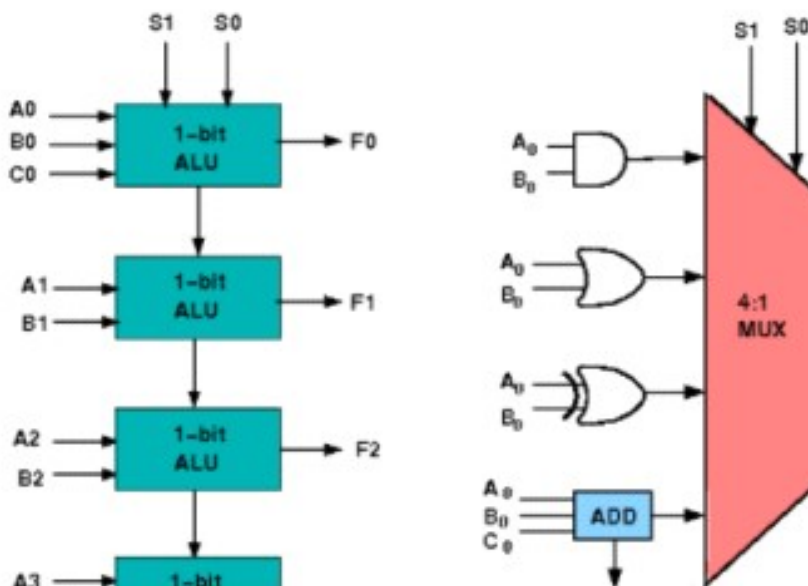 S1 S0
A0
B0
C0
1-bit
ALU
F0
A1
B1
1-bit
ALU
F1
A2
B2
1-bit
ALU
F2
A3
1-bit
S1 S0
A0
B0
A0
B0
A0
B0
A0
B0
C0
ADD
4:1
MUX